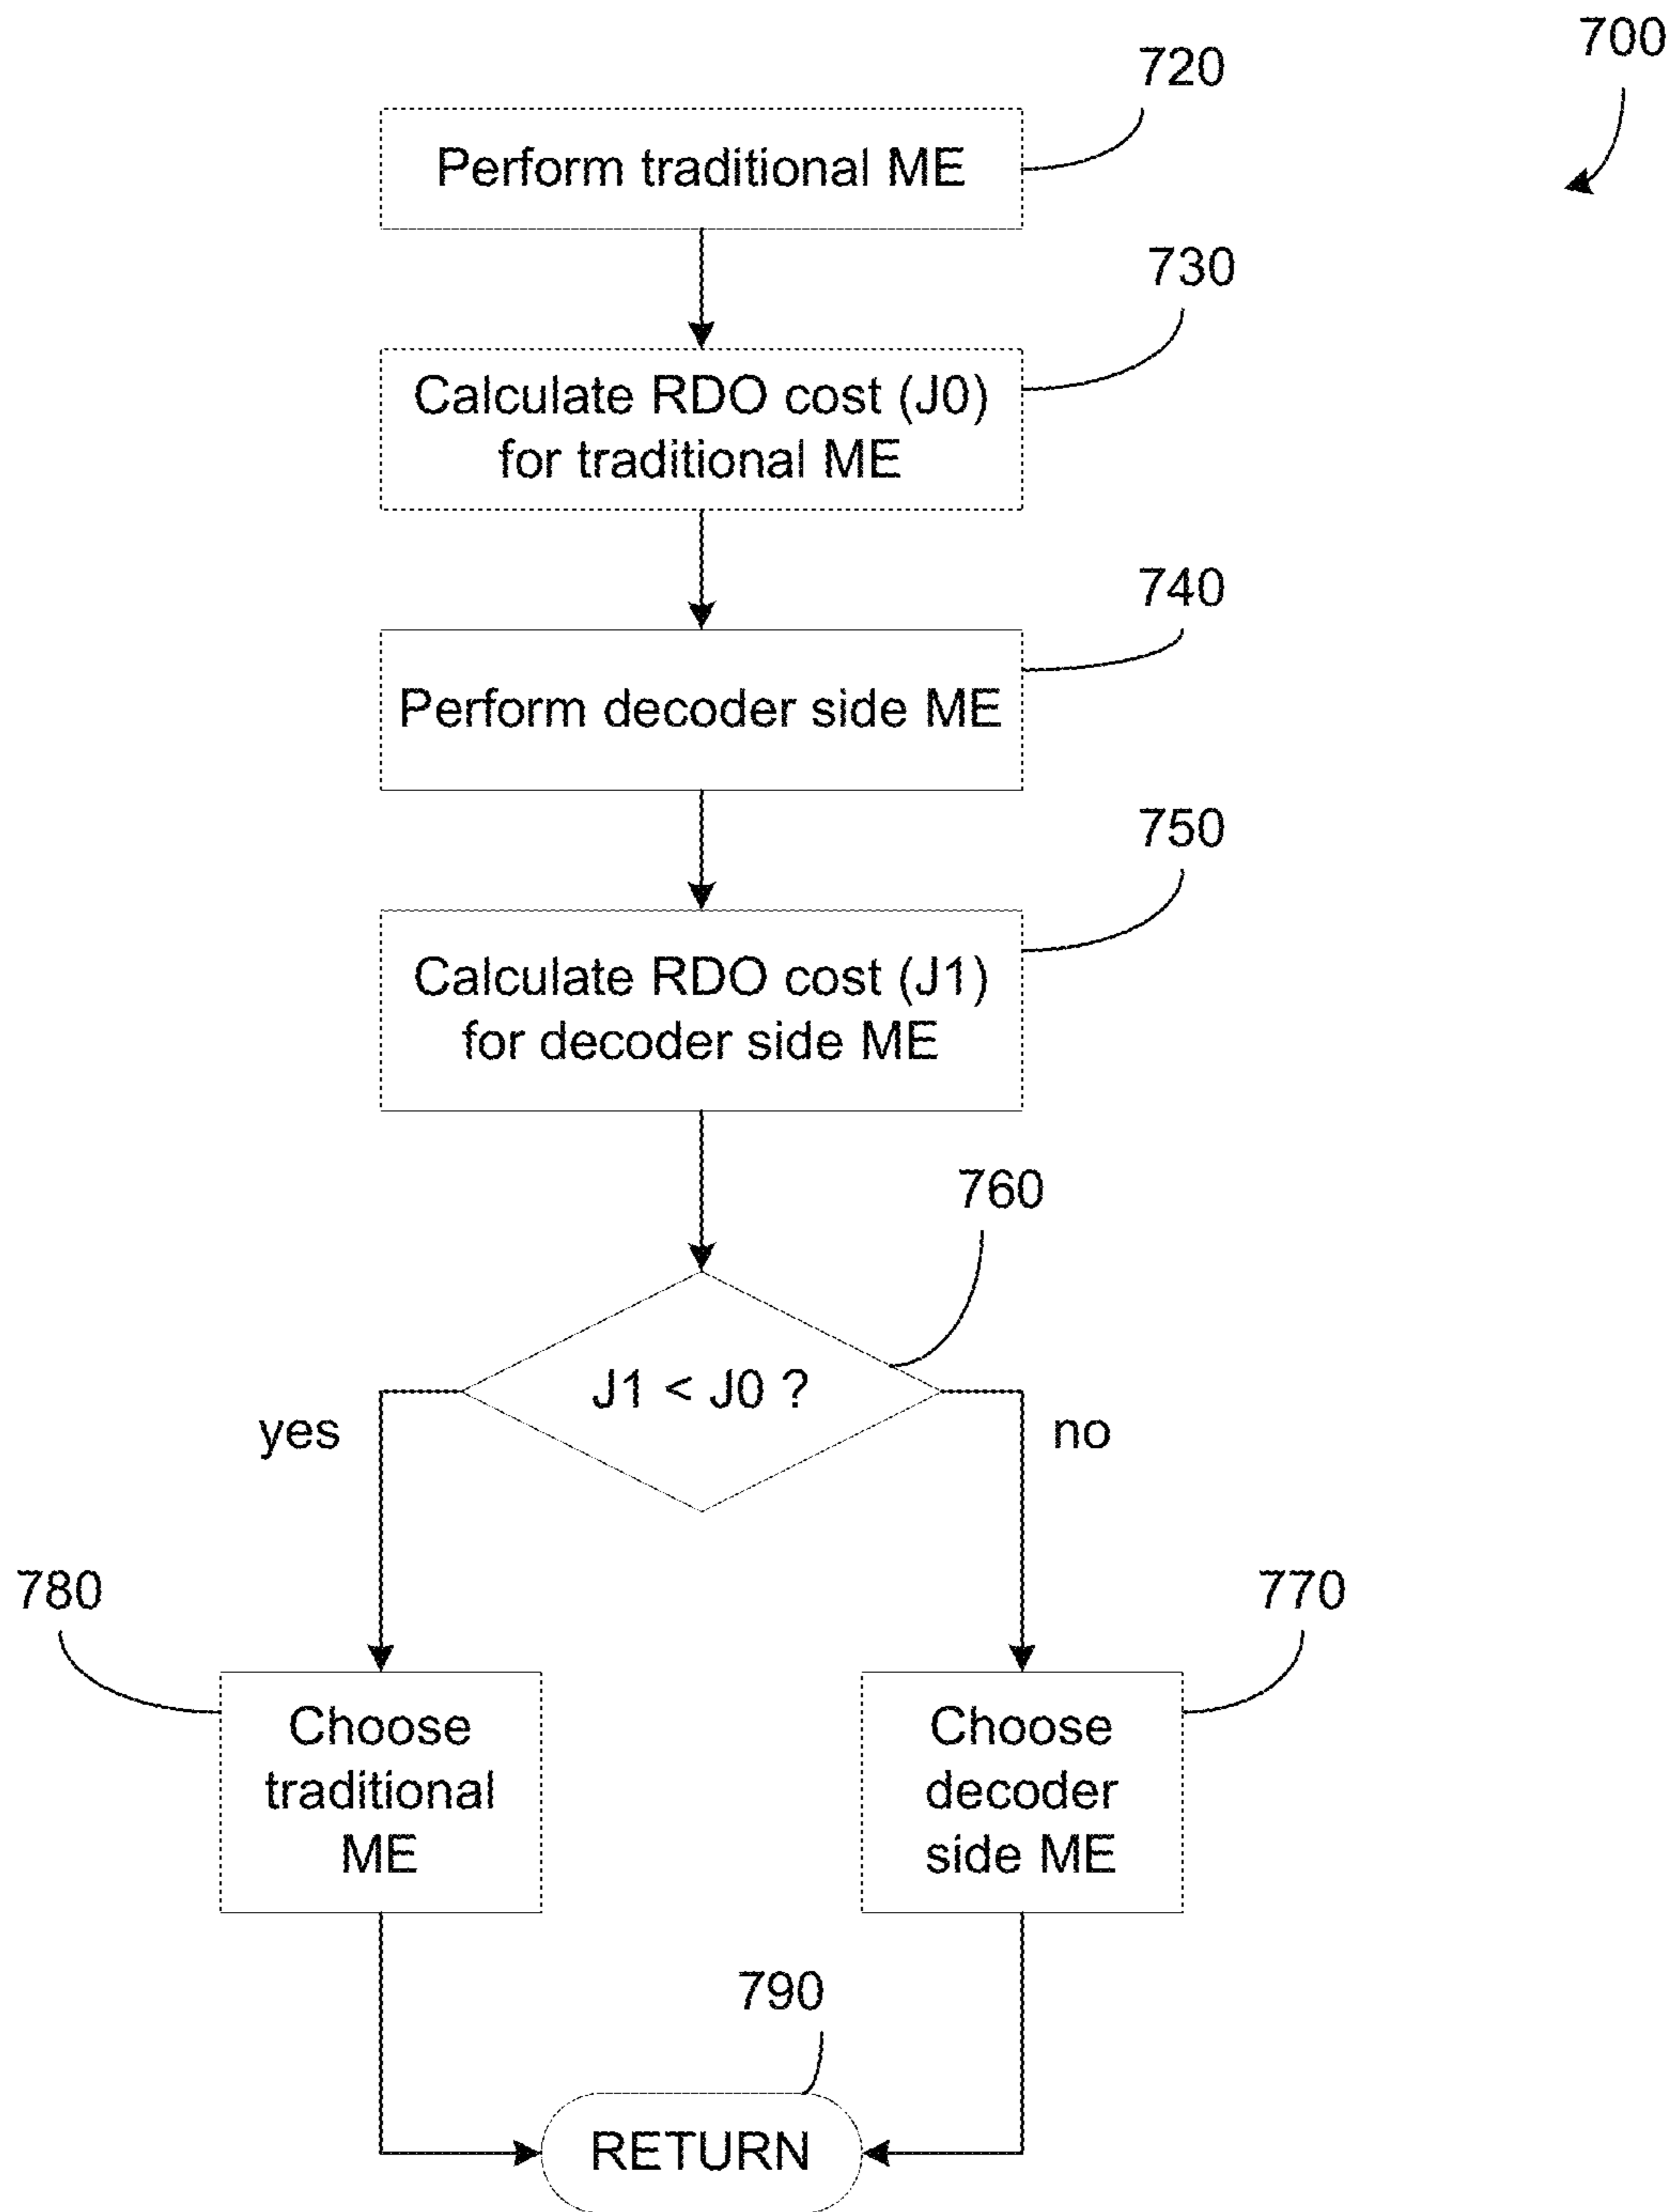 700
720
Perform traditional ME
730
Calculate RDO cost (J0)
for traditional ME
740
Perform decoder side ME
750
Calculate RDO cost (J1)
for decoder side ME
760
J1 < J0 ?
yes
no
780
770
Choose
traditional
ME
Choose
decoder
side ME
790
RETURN